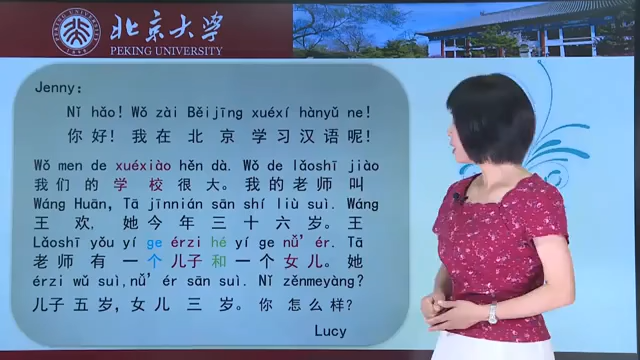 北京大学
PEKING UNIVERSITY
Jenny：
Nǐ hǎo! Wǒ zài Běijīng xuéxí hànyǔ ne!
你 好！ 我 在 北 京 学 习 汉 语 呢！
Wǒ men de xuéxiào hěn dà. Wǒ de lǎoshī jiào
我 们 的 学 校 很 大。 我 的 老 师 叫
Wáng Huān, Tā jīnnián sān shí liù suì. Wáng
王 欢, 她 今 年 三 十 六 岁。 王
Lǎoshī yǒu yí ge érzi hé yí ge nǚ' ér. Tā
老 师 有 一 个 儿子 和 一 个 女 儿。 她
érzi wǔ suì,nǚ' ér sān suì. Nǐ zěnmeyàng?
儿子 五 岁，女 儿 三 岁。 你 怎 么 样?
Lucy